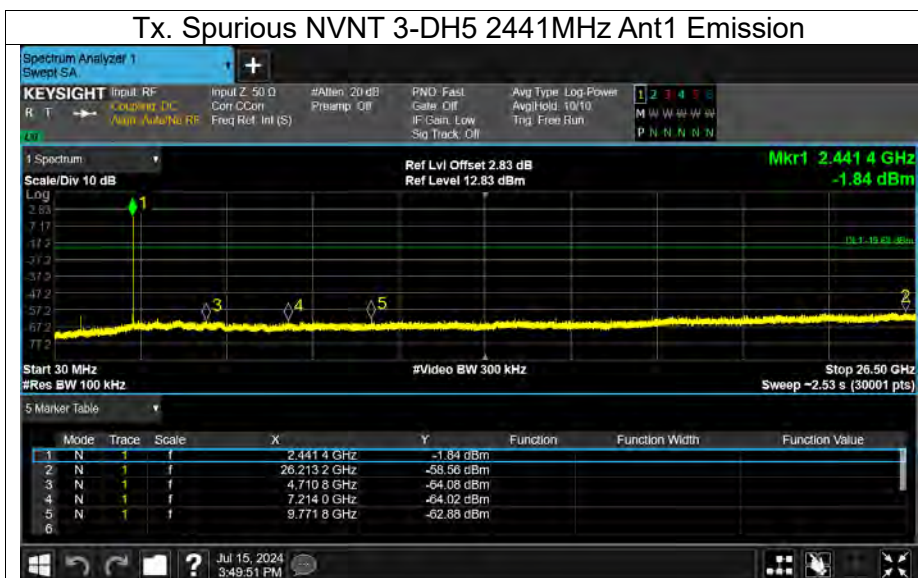 Tx. Spurious NVNT 3-DH5 2441MHz Ant1 Emission
Spectrum Analyzer 1
Swept SA
+
KEYSIGHT Input: RF Input Z: 50 Ω #Atten: 20 dB PNO: Fast Avg Type: Log-Power 1 2 3 4 5 6
R T Coupling: DC Corr CCorr Preamp: Off Gate: Off Avg|Hold: 10/10 M W W W W W
Align: Auto/No RF Freq Ref: Int (S) IF Gain: Low Trig: Free Run
Sig Track: Off P N N N N N
1 Spectrum Ref Lvl Offset 2.83 dB Mkr1 2.441 4 GHz
Scale/Div 10 dB Ref Level 12.83 dBm -1.84 dBm
Log
2.83
-7.17
-17.2
DL1 -19.63 dBm
-27.2
-37.2
-47.2
-57.2
-67.2
-77.2
1
3
4
5
2
Start 30 MHz #Video BW 300 kHz Stop 26.50 GHz
#Res BW 100 kHz Sweep ~2.53 s (30001 pts)
5 Marker Table
Mode Trace Scale X Y Function Function Width Function Value
1 N 1 f 2.441 4 GHz -1.84 dBm
2 N 1 f 26.213 2 GHz -58.56 dBm
3 N 1 f 4.710 8 GHz -64.08 dBm
4 N 1 f 7.214 0 GHz -64.02 dBm
5 N 1 f 9.771 8 GHz -62.88 dBm
6
? Jul 15, 2024
3:49:51 PM